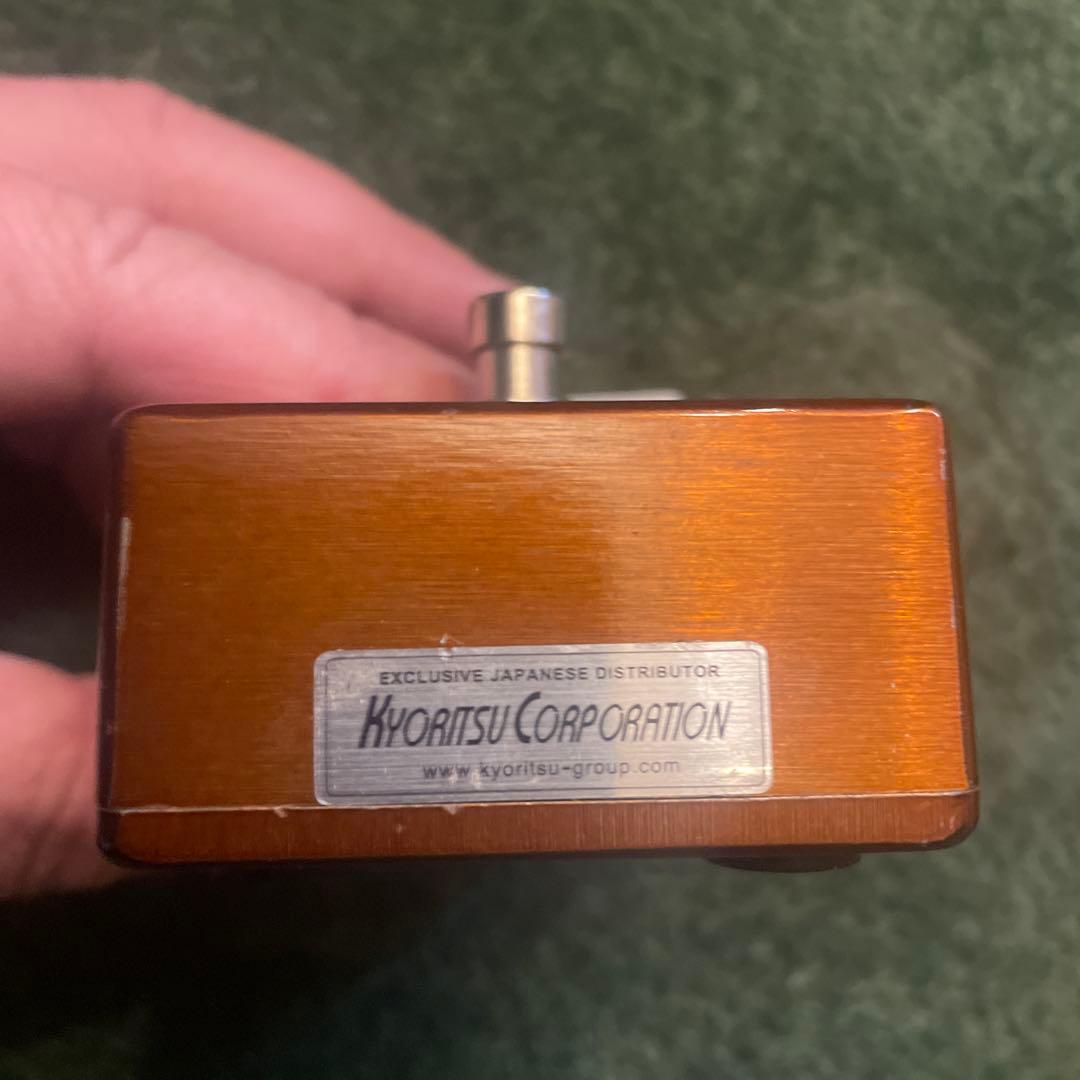 EXCLUSIVE JAPANESE DISTRIBUTOR
KYORITSU CORPORATION
www.kyoritsu-group.com